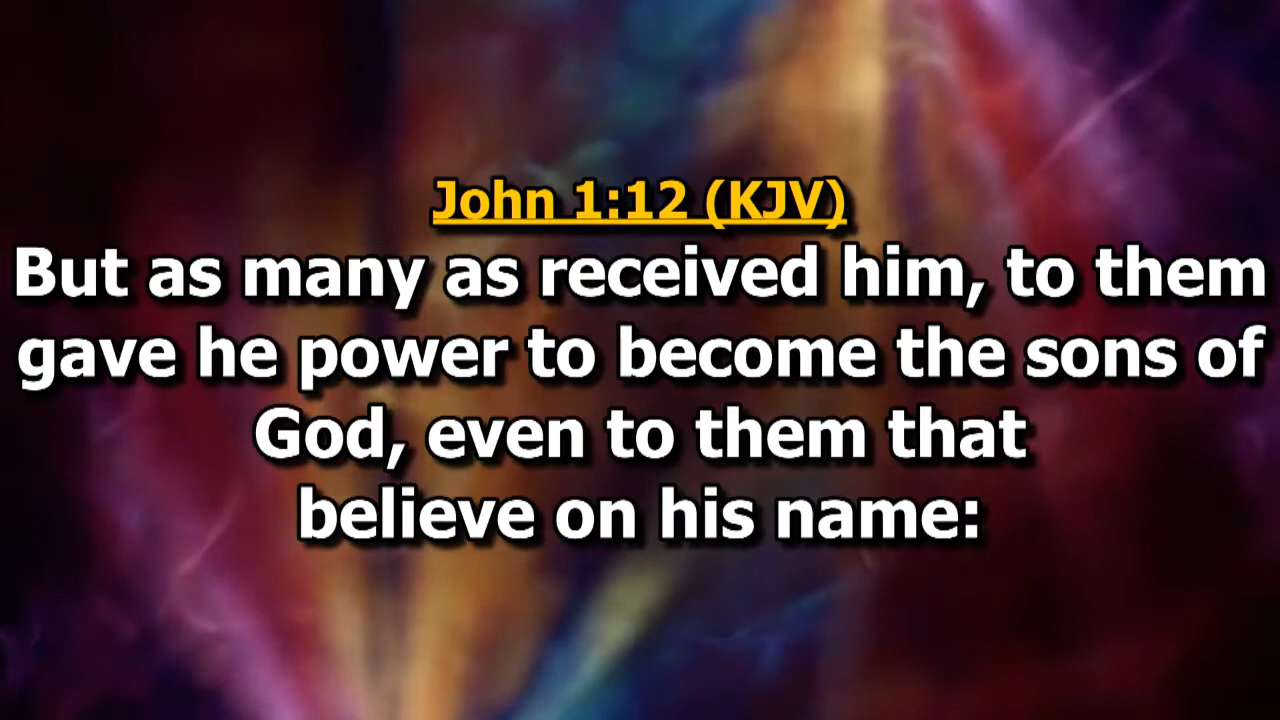 John 1:12 (KJV)
But as many as received him, to them
gave he power to become the sons of
God, even to them that
believe on his name: